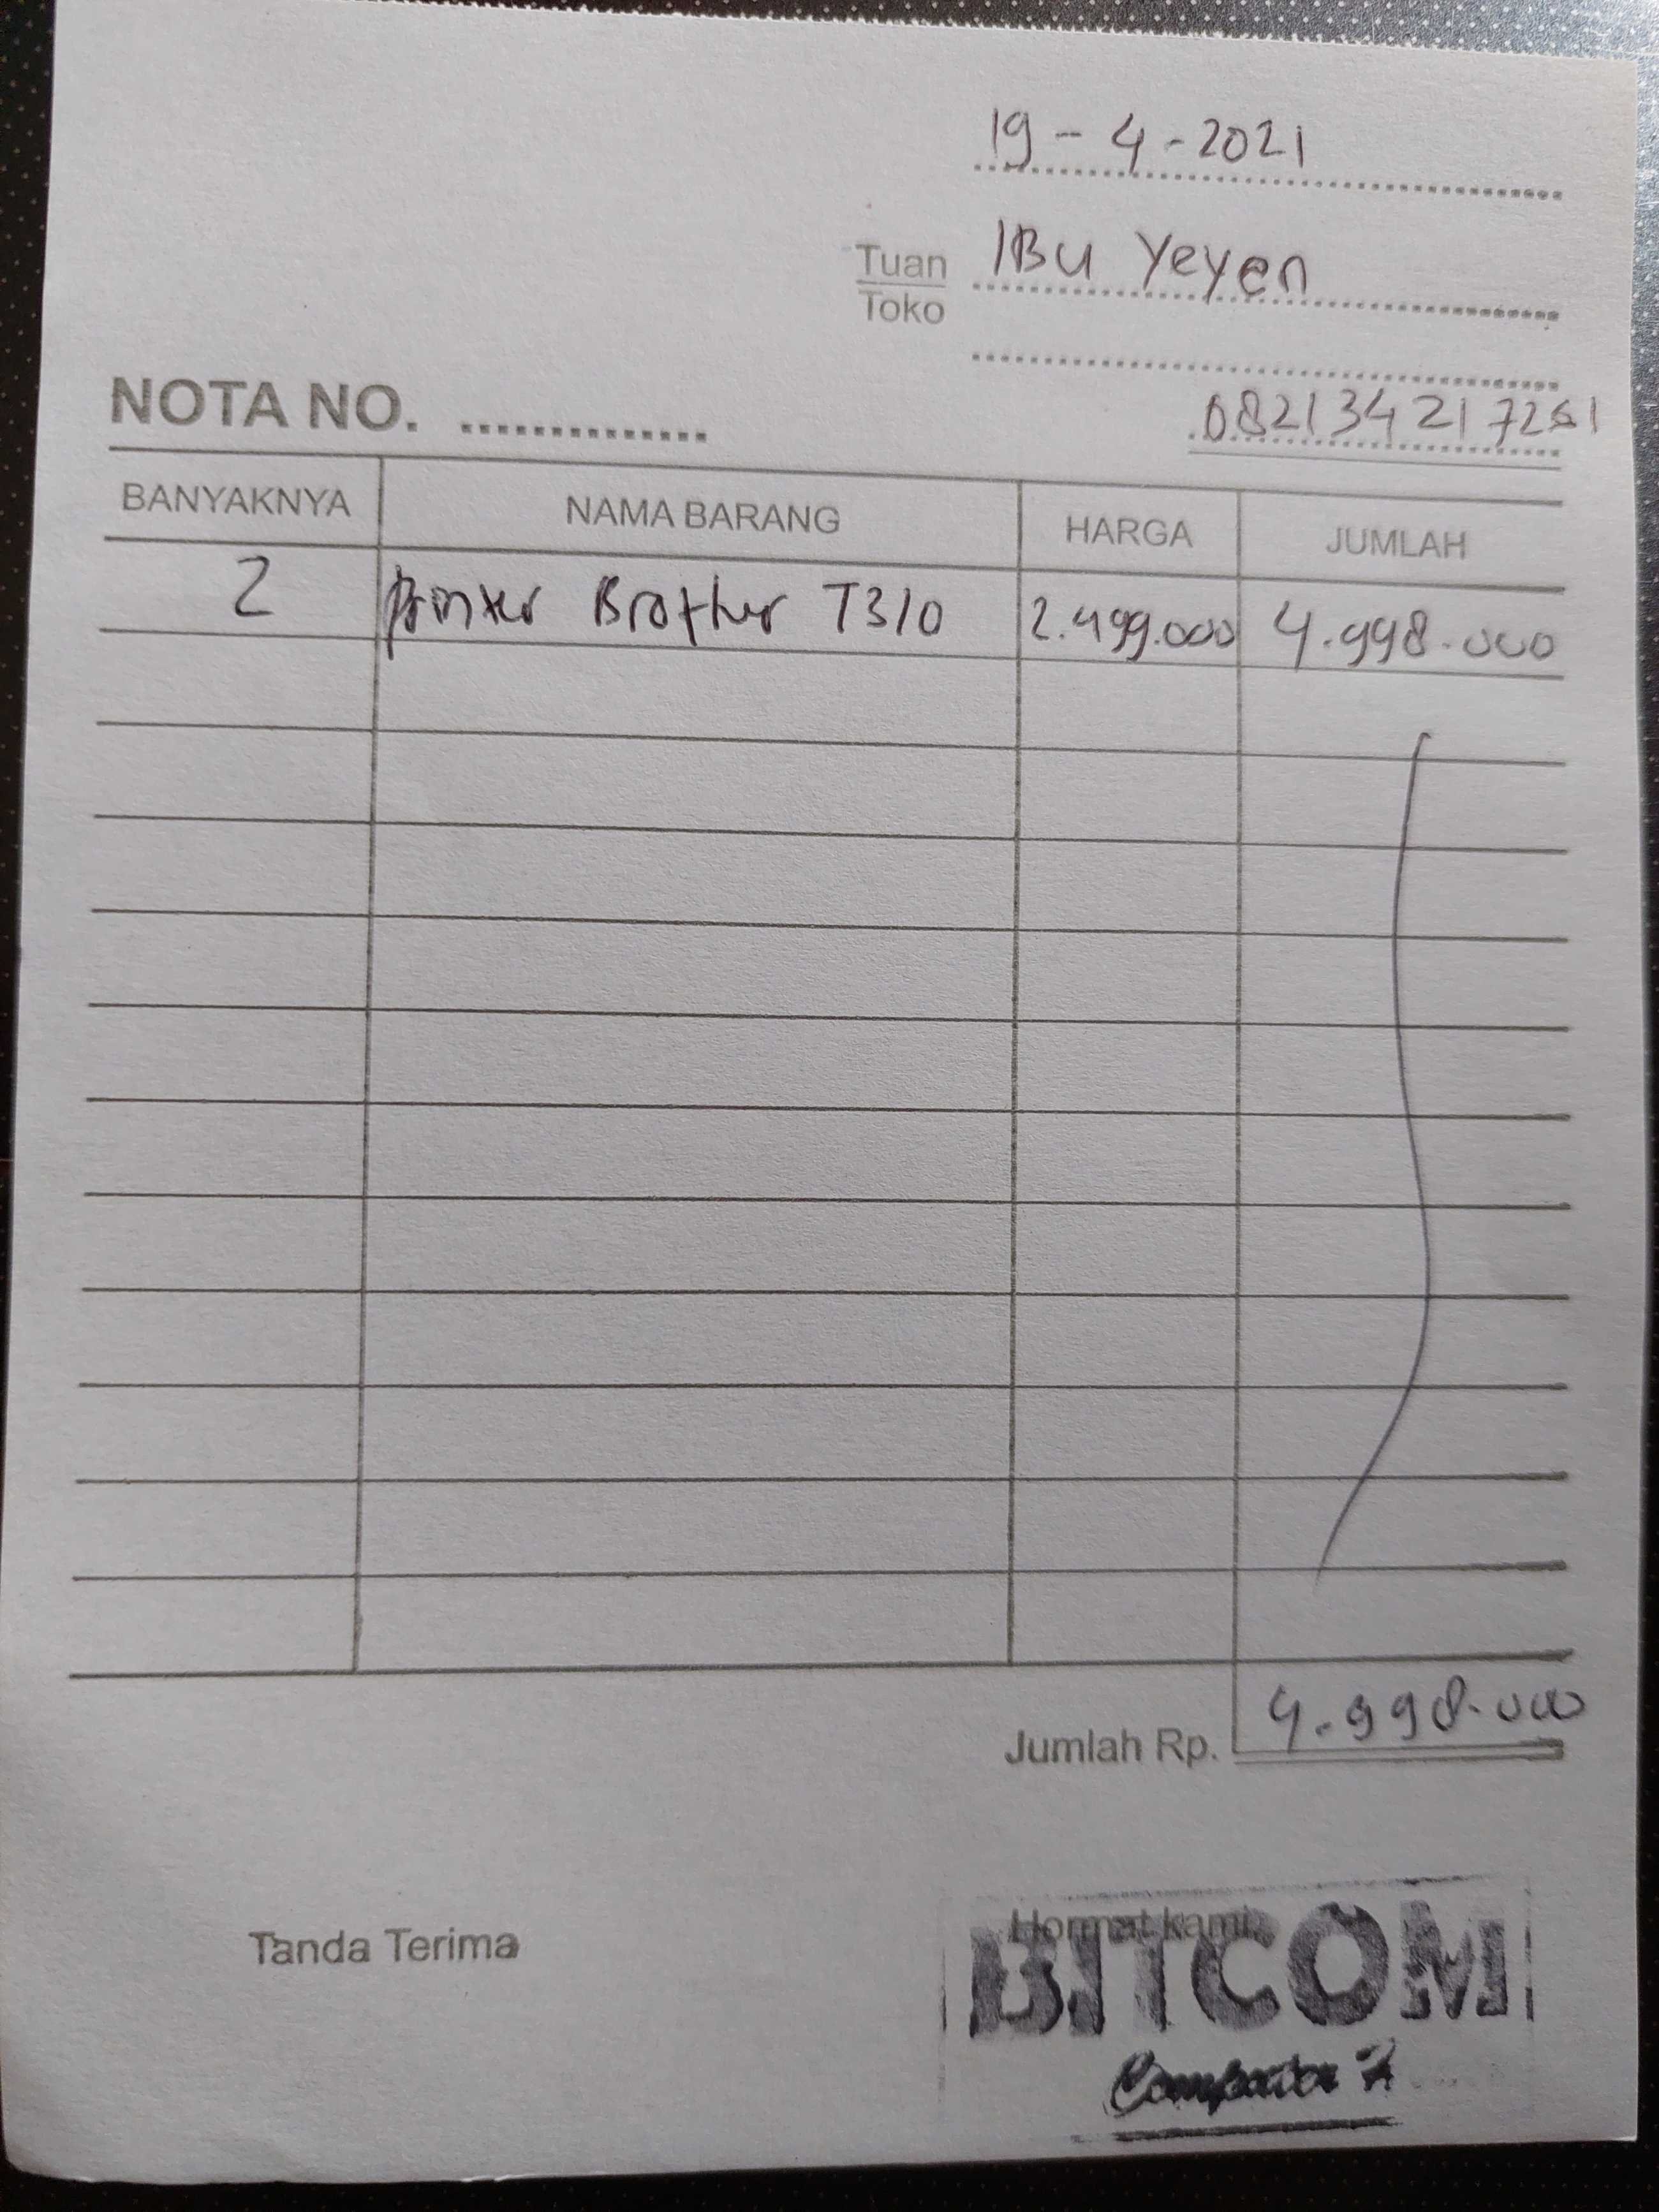 19 - 4 - 2021
Tuan IBu Yeyen
Toko
NOTA NO. ...............
082134217261
BANYAKNYA NAMA BARANG HARGA JUMLAH
2 printer Brother T310 2.499.000 4.998.000
Jumlah Rp. 4.998.000
Tanda Terima Hormat kami,
BITCOM
Computer